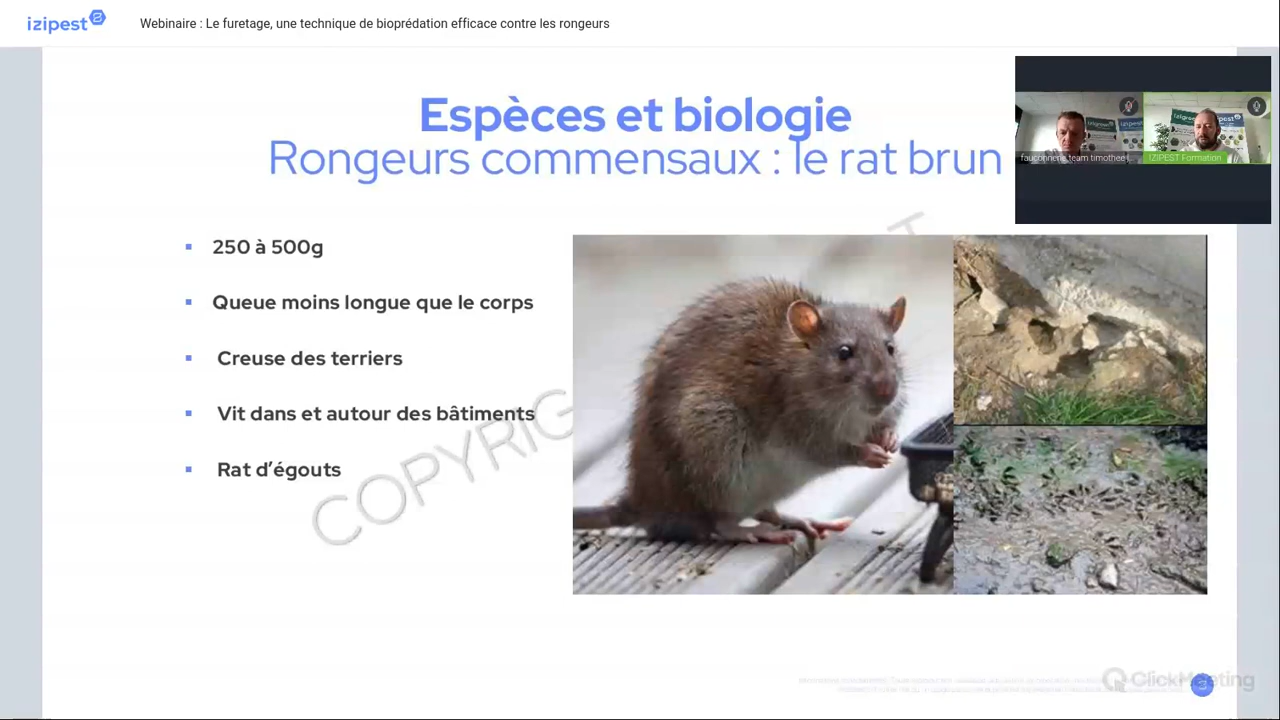 izipest
Webinaire : Le furetage, une technique de bioprédation efficace contre les rongeurs
Espèces et biologie
Rongeurs commensaux : le rat brun
fauconnerie team timothee
IZIPEST Formation
250 à 500g
Queue moins longue que le corps
Creuse des terriers
Vit dans et autour des bâtiments
Rat d’égouts
ClickMeeting